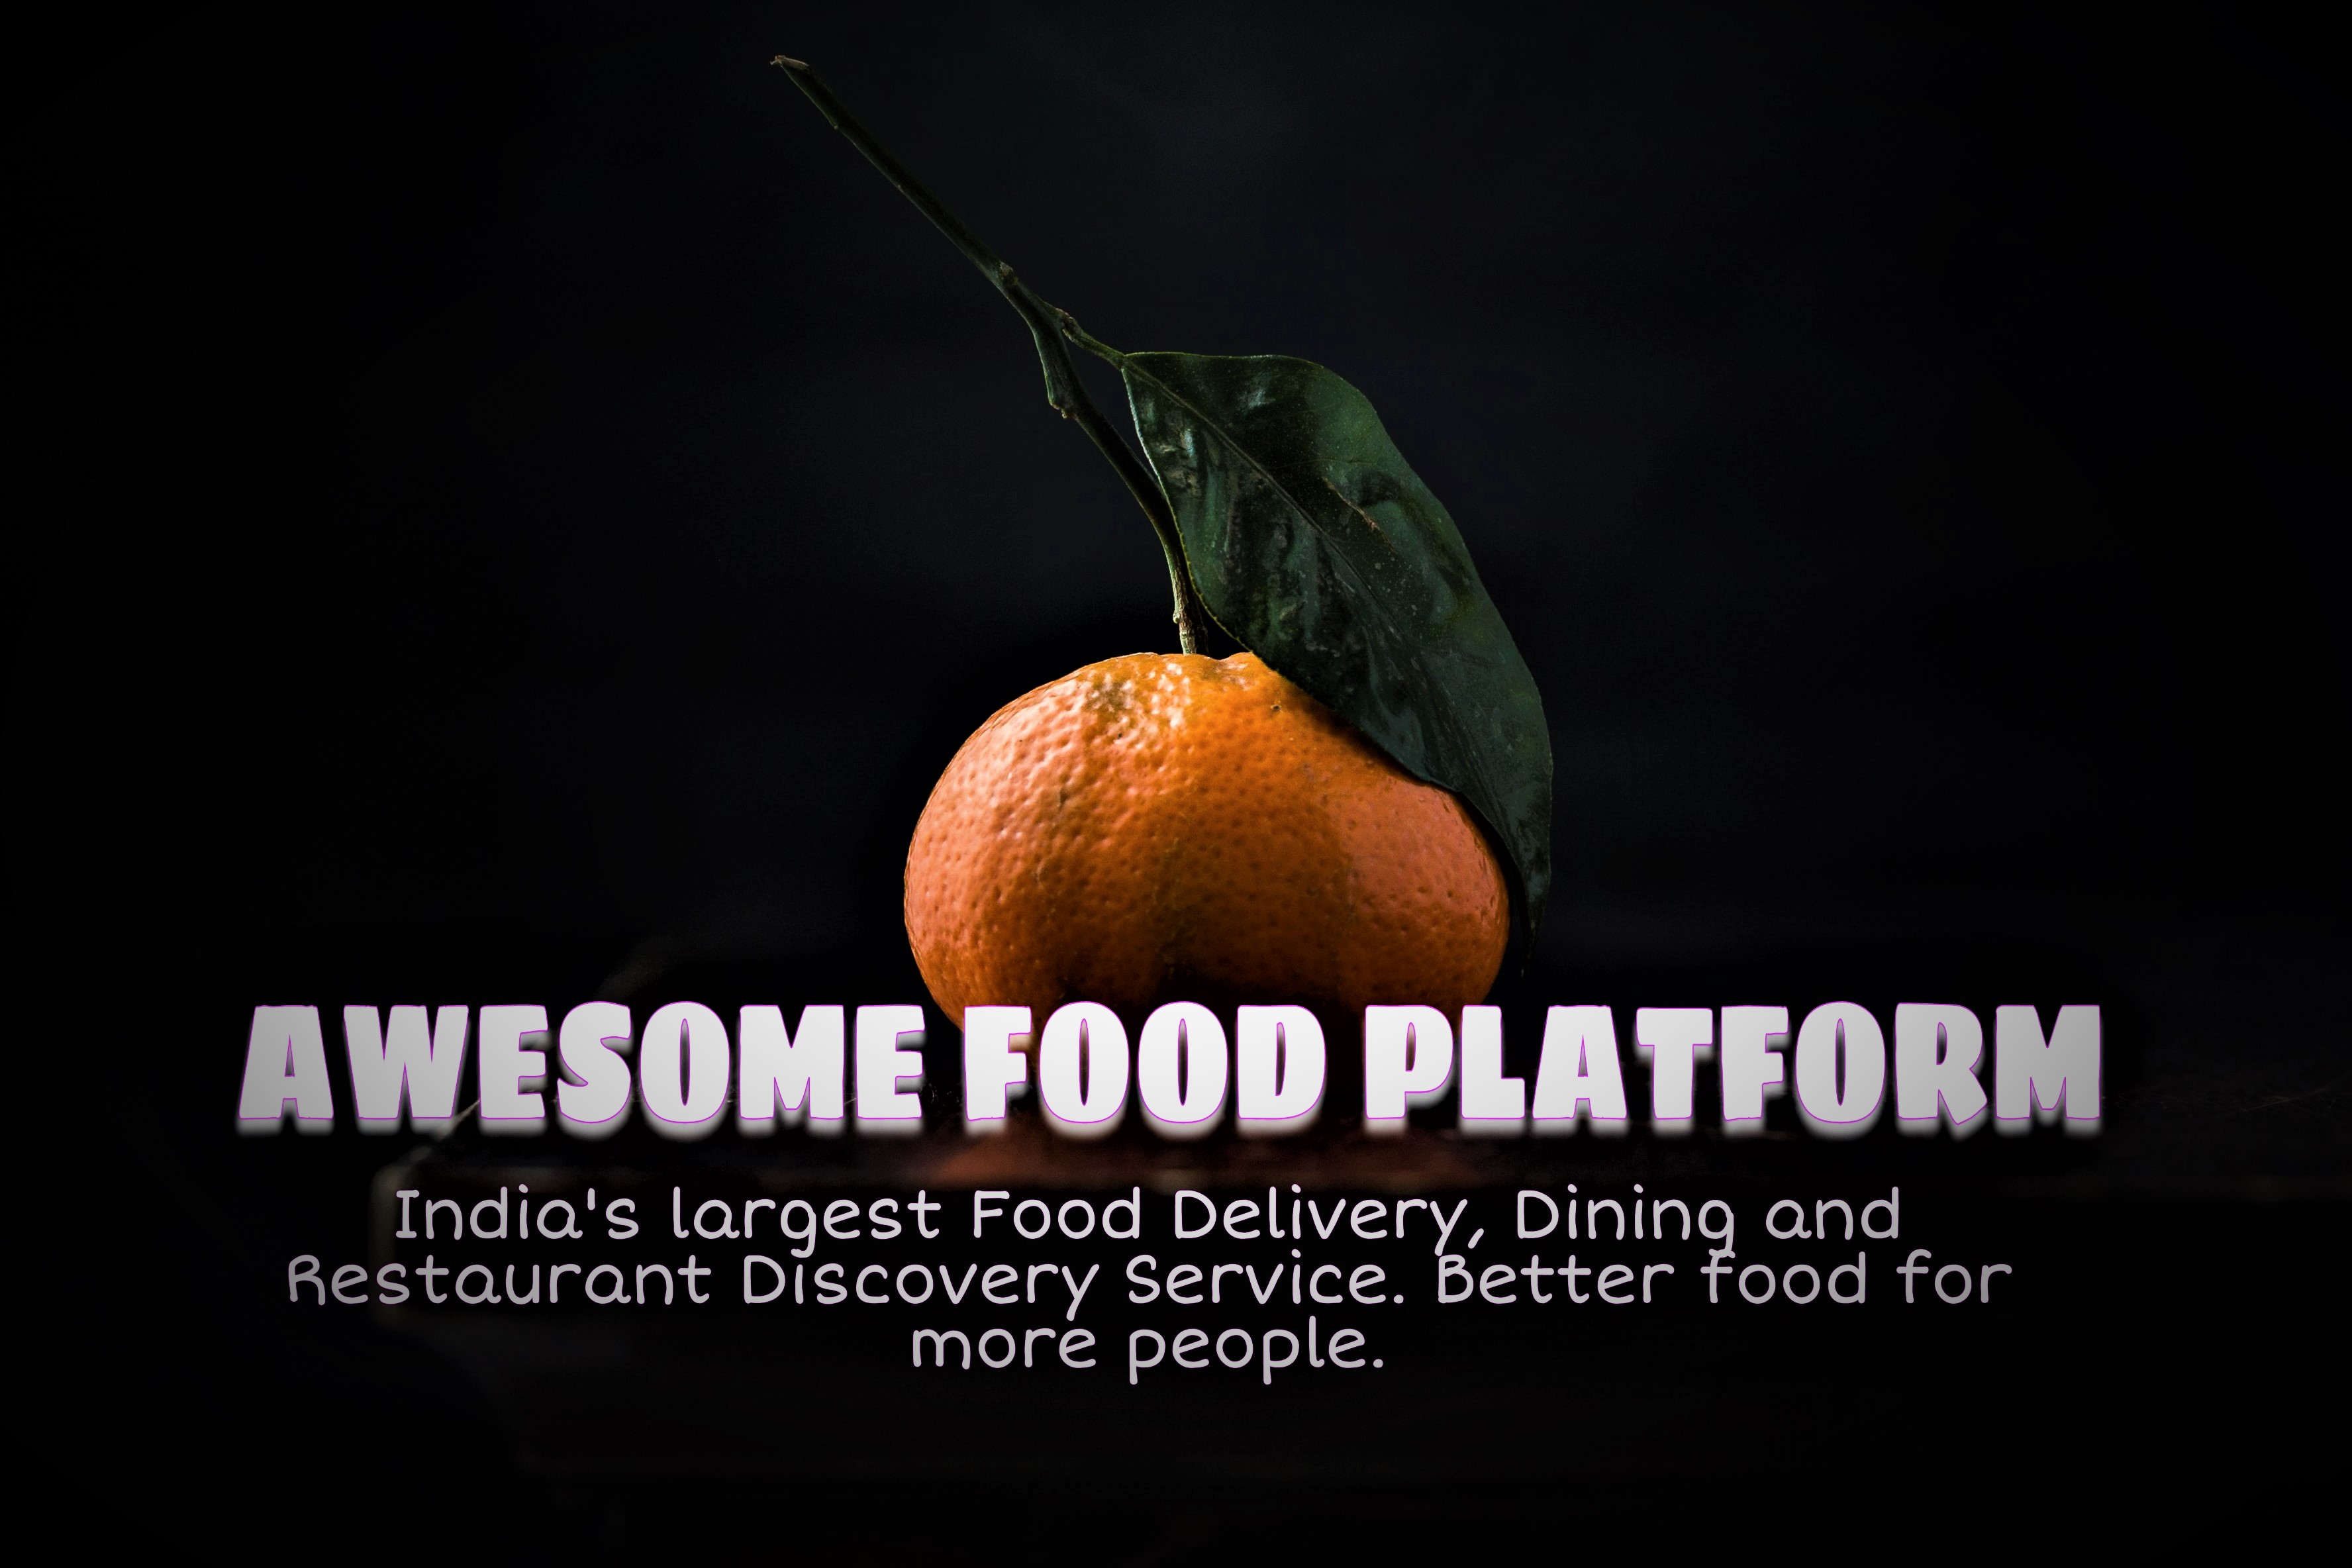 AWESOME FOOD PLATFORM
India's largest Food Delivery, Dining and
Restaurant Discovery Service. Better food for
more people.